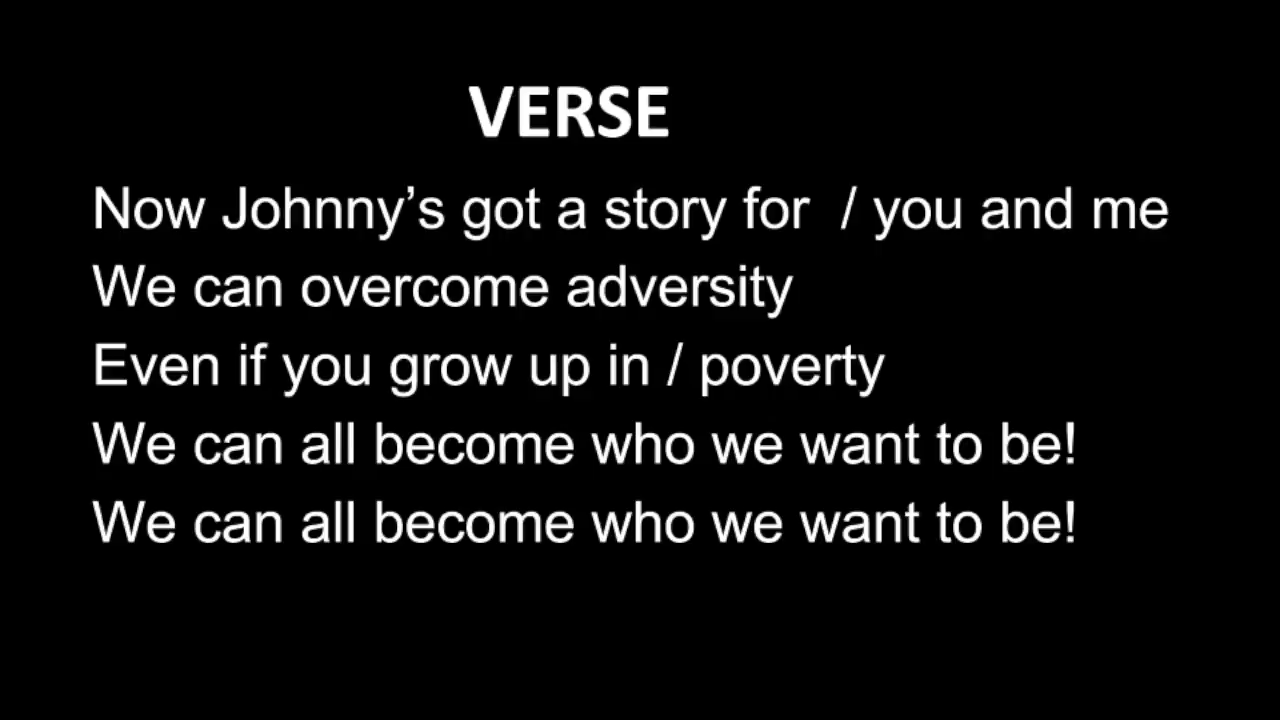 VERSE
Now Johnny’s got a story for  / you and me
We can overcome adversity
Even if you grow up in / poverty
We can all become who we want to be!
We can all become who we want to be!